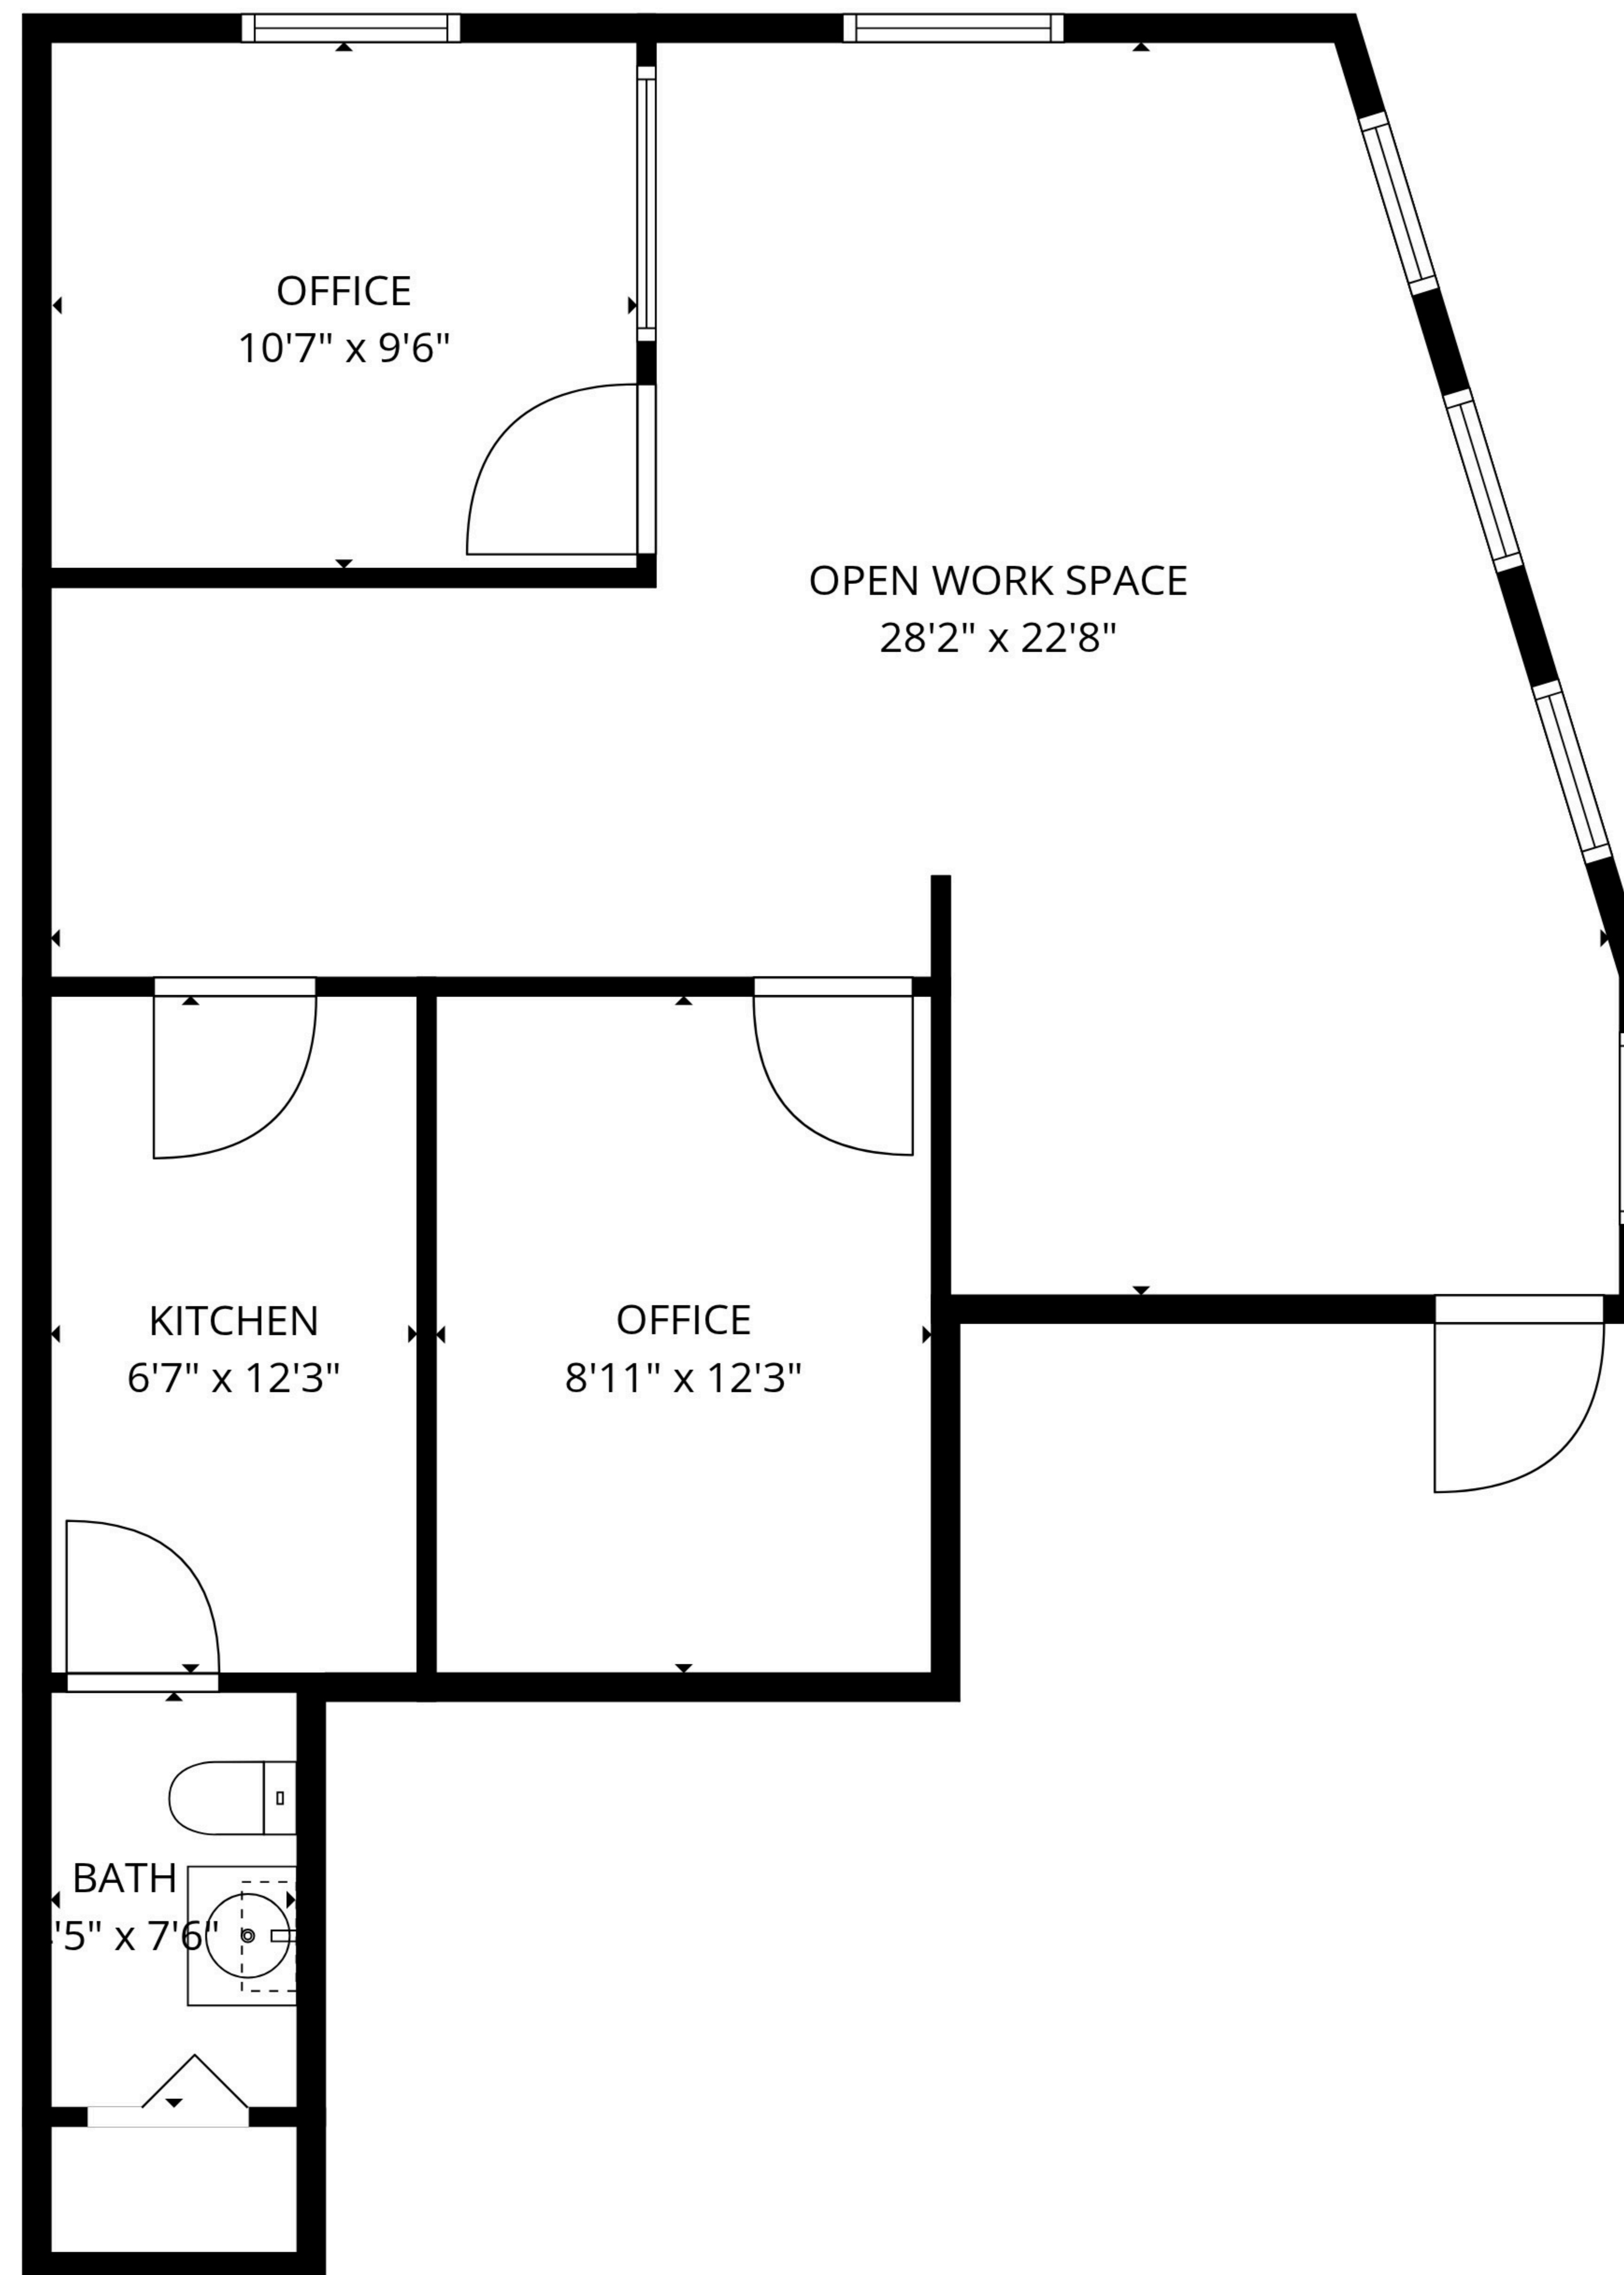 OFFICE
10'7" x 9'6"
OPEN WORK SPACE
28'2" x 22'8"
KITCHEN
6'7" x 12'3"
OFFICE
8'11" x 12'3"
BATH
'5" x 7'6"